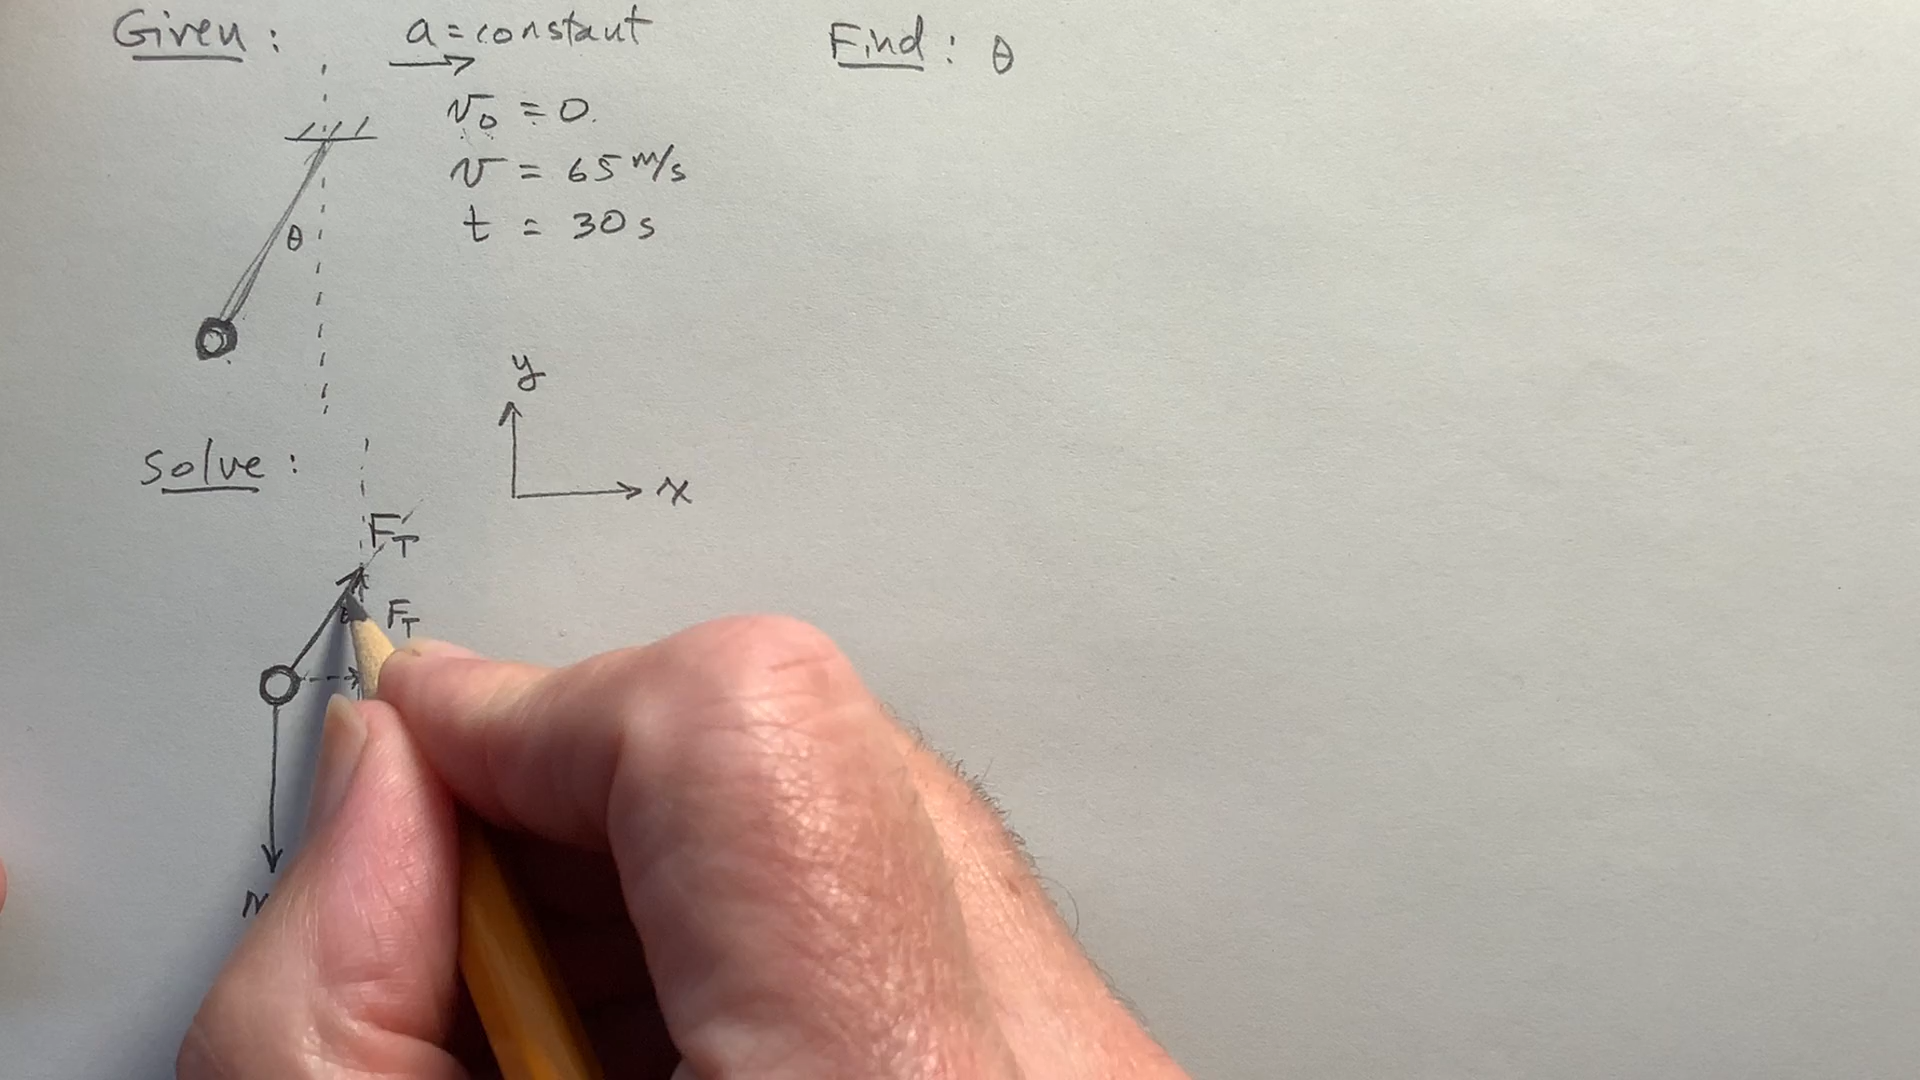 Given :
a = constant
v₀ = 0
v = 65 m/s
t = 30 s
Find : θ
θ
y
x
Solve :
F_T
F_T